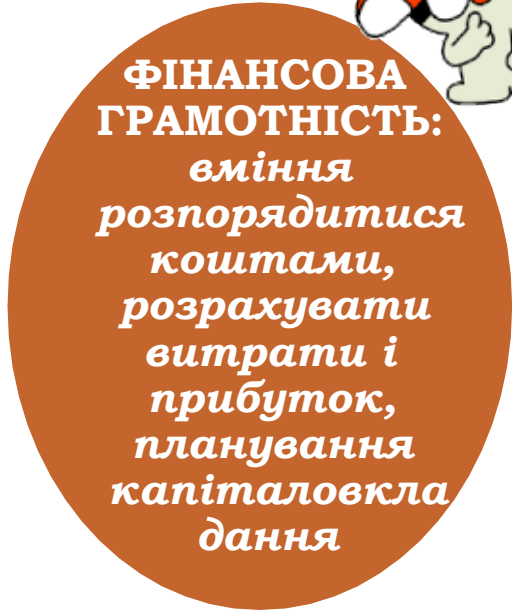 ФІНАНСОВА
ГРАМОТНІСТЬ:
вміння
розпорядитися
коштами,
розрахувати
витрати і
прибуток,
планування
капіталовкла
дання